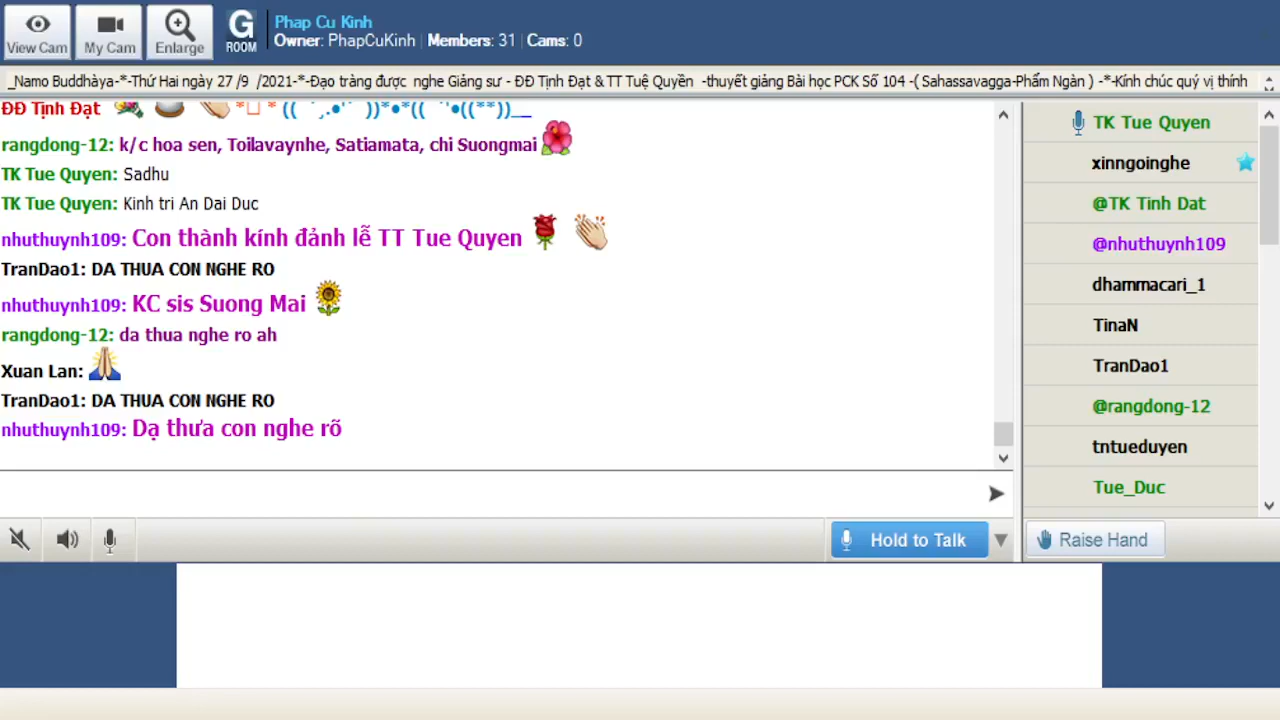 View Cam
My Cam
Enlarge
G
ROOM
Phap Cu Kinh
Owner: PhapCuKinh | Members: 31 | Cams: 0
_Namo Buddhàya-*-Thứ Hai ngày 27 /9 /2021-*-Đạo tràng được nghe Giảng sư - ĐĐ Tịnh Đạt & TT Tuệ Quyền -thuyết giảng Bài học PCK Số 104 -( Sahassavagga-Phẩm Ngàn ) -*-Kính chúc quý vị thính
ĐĐ Tịnh Đạt
rangdong-12: k/c hoa sen, Toilavaynhe, Satiamata, chi Suongmai
TK Tue Quyen: Sadhu
TK Tue Quyen: Kinh tri An Dai Duc
nhuthuynh109: Con thành kính đảnh lễ TT Tue Quyen
TranDao1: DA THUA CON NGHE RO
nhuthuynh109: KC sis Suong Mai
rangdong-12: da thua nghe ro ah
Xuan Lan:
TranDao1: DA THUA CON NGHE RO
nhuthuynh109: Dạ thưa con nghe rõ
TK Tue Quyen
xinngoinghe
@TK Tinh Dat
@nhuthuynh109
dhammacari_1
TinaN
TranDao1
@rangdong-12
tntueduyen
Tue_Duc
Hold to Talk
Raise Hand